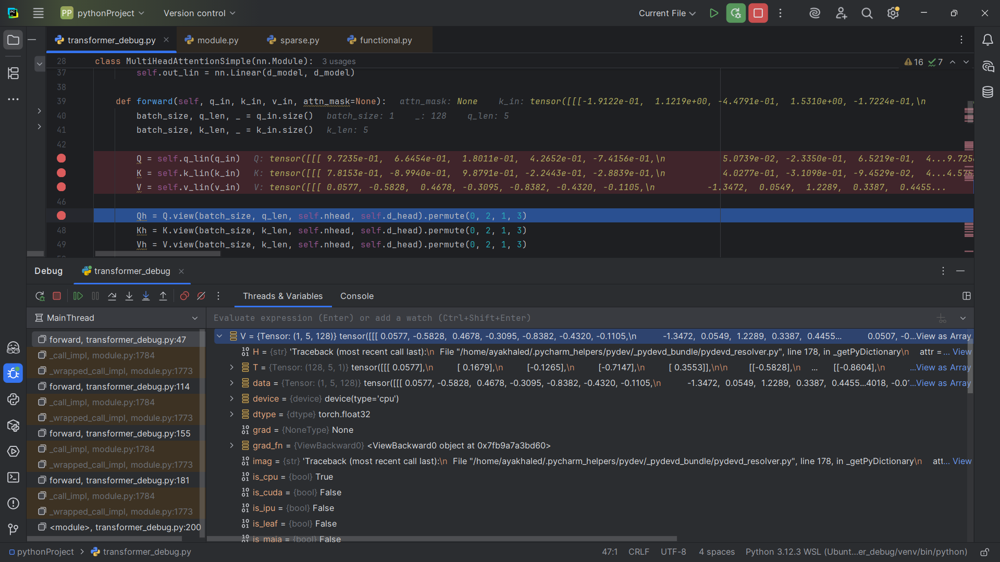 PC
PP pythonProject Version control Current File
transformer_debug.py module.py sparse.py functional.py
28 class MultiHeadAttentionSimple(nn.Module): 3 usages 16 7
37 self.out_lin = nn.Linear(d_model, d_model)
38
39 def forward(self, q_in, k_in, v_in, attn_mask=None): attn_mask: None k_in: tensor([[[-1.9122e-01, 1.1219e+00, -4.4791e-01, 1.5310e+00, -1.7224e-01,\n
40 batch_size, q_len, _ = q_in.size() batch_size: 1 _: 128 q_len: 5
41 batch_size, k_len, _ = k_in.size() k_len: 5
42
Q = self.q_lin(q_in) Q: tensor([[[ 9.7235e-01, 6.6454e-01, 1.8011e-01, 4.2652e-01, -7.4156e-01,\n 5.0739e-02, -2.3350e-01, 6.5219e-01, 4...9.725
K = self.k_lin(k_in) K: tensor([[[ 7.8153e-01, -8.9940e-01, 9.8791e-01, -2.2443e-01, -2.8839e-01,\n 4.0277e-01, -3.1098e-01, -9.4529e-02, 4...4.575
V = self.v_lin(v_in) V: tensor([[[ 0.0577, -0.5828, 0.4678, -0.3095, -0.8382, -0.4320, -0.1105,\n -1.3472, 0.0549, 1.2289, 0.3387, 0.4455...
46
Qh = Q.view(batch_size, q_len, self.nhead, self.d_head).permute(0, 2, 1, 3)
48 Kh = K.view(batch_size, k_len, self.nhead, self.d_head).permute(0, 2, 1, 3)
49 Vh = V.view(batch_size, k_len, self.nhead, self.d_head).permute(0, 2, 1, 3)
Debug transformer_debug
Threads & Variables Console
MainThread
Evaluate expression (Enter) or add a watch (Ctrl+Shift+Enter)
forward, transformer_debug.py:47
_call_impl, module.py:1784
_wrapped_call_impl, module.py:1773
forward, transformer_debug.py:114
_call_impl, module.py:1784
_wrapped_call_impl, module.py:1773
forward, transformer_debug.py:155
_call_impl, module.py:1784
_wrapped_call_impl, module.py:1773
forward, transformer_debug.py:181
_call_impl, module.py:1784
_wrapped_call_impl, module.py:1773
<module>, transformer_debug.py:200
V = {Tensor: (1, 5, 128)} tensor([[[ 0.0577, -0.5828, 0.4678, -0.3095, -0.8382, -0.4320, -0.1105,\n -1.3472, 0.0549, 1.2289, 0.3387, 0.4455... 0.0507, -0...View as Array
H = {str} 'Traceback (most recent call last):\n File "/home/ayakhaled/.pycharm_helpers/pydev/_pydevd_bundle/pydevd_resolver.py", line 178, in _getPyDictionary\n attr =... View
T = {Tensor: (128, 5, 1)} tensor([[[ 0.0577],\n [ 0.1679],\n [-0.1265],\n [-0.7147],\n [ 0.3553]],\n\n [[-0.5828],\n ... [[-0.8604],\n ...View as Array
data = {Tensor: (1, 5, 128)} tensor([[[ 0.0577, -0.5828, 0.4678, -0.3095, -0.8382, -0.4320, -0.1105,\n -1.3472, 0.0549, 1.2289, 0.3387, 0.4455...4018, -0.01...View as Array
device = {device} device(type='cpu')
dtype = {dtype} torch.float32
grad = {NoneType} None
grad_fn = {ViewBackward0} <ViewBackward0 object at 0x7fb9a7a3bd60>
imag = {str} 'Traceback (most recent call last):\n File "/home/ayakhaled/.pycharm_helpers/pydev/_pydevd_bundle/pydevd_resolver.py", line 178, in _getPyDictionary\n att... View
is_cpu = {bool} True
is_cuda = {bool} False
is_ipu = {bool} False
is_leaf = {bool} False
is_maia = {bool} False
pythonProject > transformer_debug.py 47:1 CRLF UTF-8 4 spaces Python 3.12.3 WSL (Ubunt...er_debug/venv/bin/python)